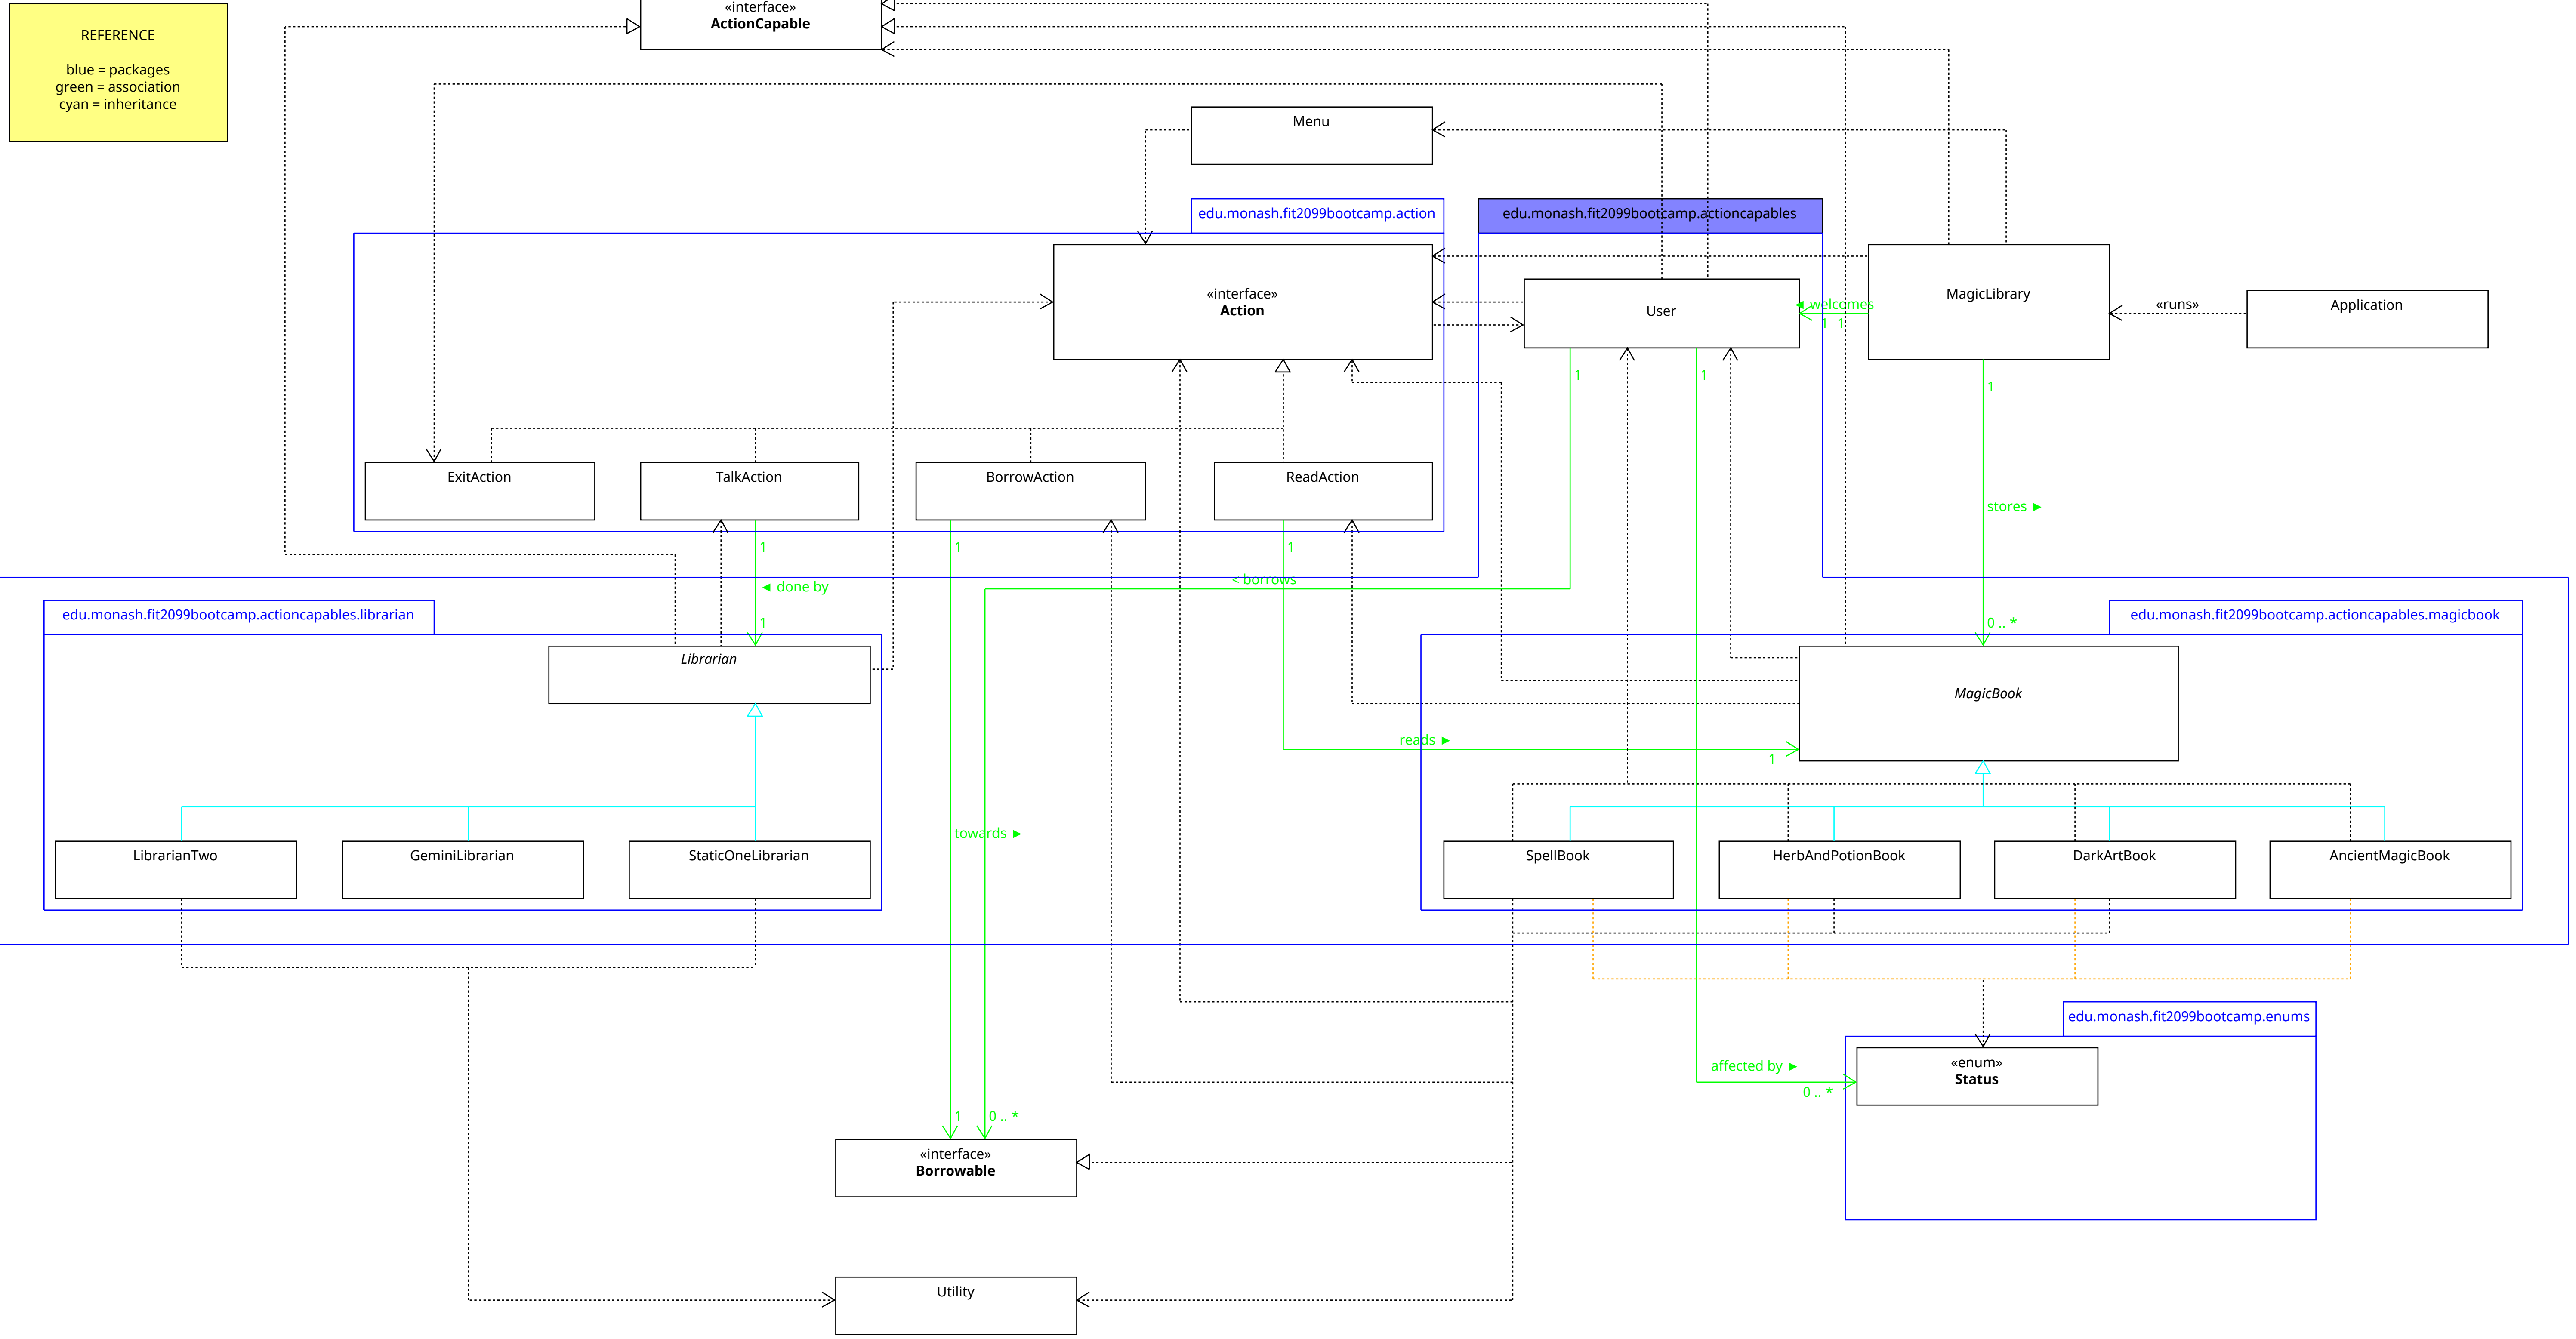 REFERENCE
blue = packages
green = association
cyan = inheritance
«interface»
ActionCapable
Menu
edu.monash.fit2099bootcamp.action
edu.monash.fit2099bootcamp.actioncapables
«interface»
Action
User
◄ welcomes
1 1
MagicLibrary
«runs»
Application
1
1
1
ExitAction
TalkAction
BorrowAction
ReadAction
stores ►
1
1
1
◄ done by
< borrows
1
0 .. *
edu.monash.fit2099bootcamp.actioncapables.librarian
edu.monash.fit2099bootcamp.actioncapables.magicbook
Librarian
MagicBook
reads ►
1
towards ►
LibrarianTwo
GeminiLibrarian
StaticOneLibrarian
SpellBook
HerbAndPotionBook
DarkArtBook
AncientMagicBook
edu.monash.fit2099bootcamp.enums
affected by ►
0 .. *
«enum»
Status
1
0 .. *
«interface»
Borrowable
Utility